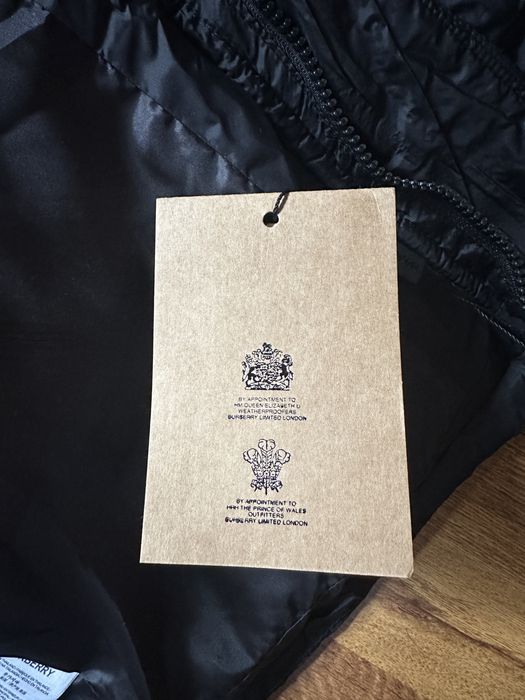 BY APPOINTMENT TO
HM QUEEN ELIZABETH II
WEATHERPROOFERS
BURBERRY LIMITED LONDON
BY APPOINTMENT TO
HRH THE PRINCE OF WALES
OUTFITTERS
BURBERRY LIMITED LONDON